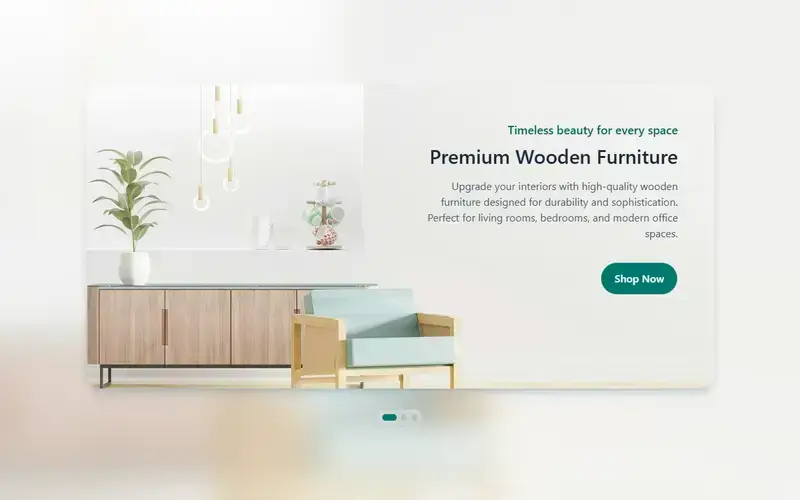 Timeless beauty for every space
Premium Wooden Furniture
Upgrade your interiors with high-quality wooden
furniture designed for durability and sophistication.
Perfect for living rooms, bedrooms, and modern office
spaces.
Shop Now